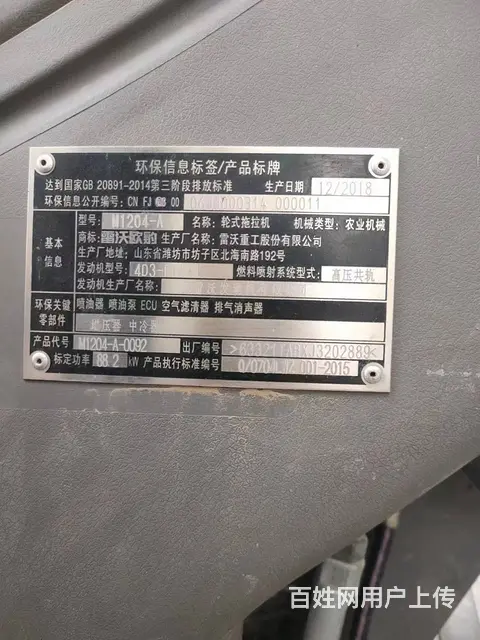 环保信息标签/产品标牌
达到国家GB 20891-2014第三阶段排放标准 生产日期 12/2018
环保信息公开编号: CN FJ 00 000011
基本信息
型号: M1204-A 名称: 轮式拖拉机 机械类型: 农业机械
商标: 雷沃欧豹 生产厂名称: 雷沃重工股份有限公司
生产厂地址: 山东省潍坊市坊子区北海南路192号
发动机型号: 4D3- 燃料喷射系统型式: 高压共轨
发动机生产厂名称:
环保关键零部件
喷油器 喷油泵 ECU 空气滤清器 排气消声器
增压器 中冷器
产品代号 M1204-A-0092 出厂编号
标定功率 88.2 kW 产品执行标准编号 001-2015
百姓网用户上传